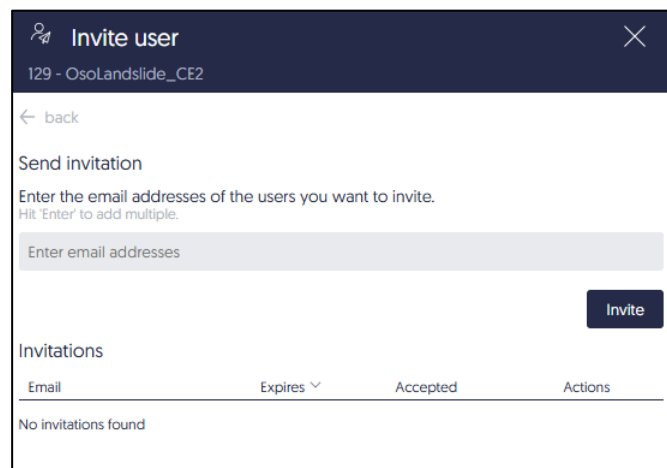 Invite user
129 - OsoLandslide_CE2
back
Send invitation
Enter the email addresses of the users you want to invite.
Hit 'Enter' to add multiple.
Enter email addresses
Invite
Invitations
Email Expires Accepted Actions
No invitations found